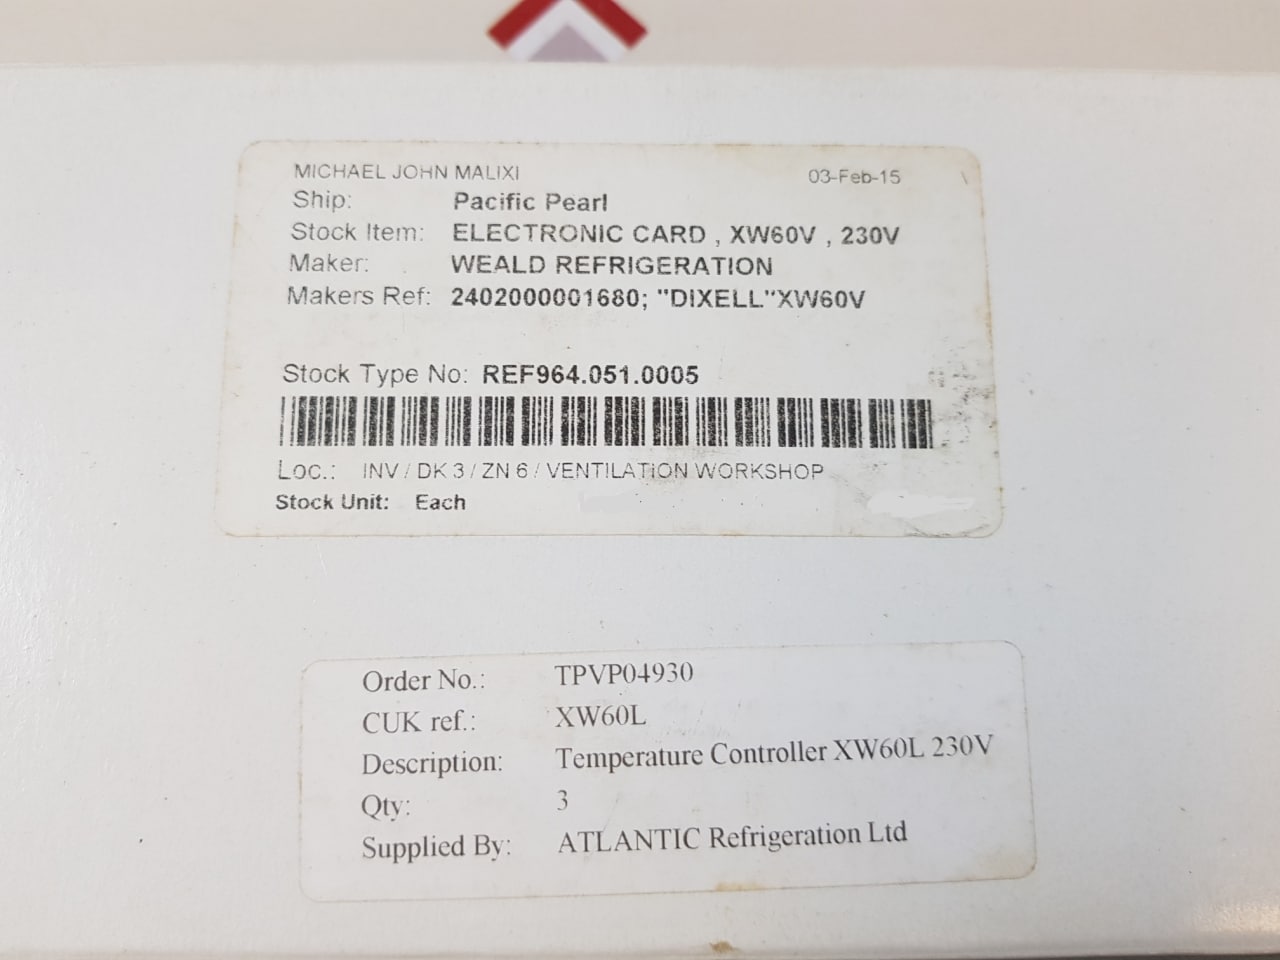 MICHAEL JOHN MALIXI 03-Feb-15
Ship: Pacific Pearl
Stock Item: ELECTRONIC CARD , XW60V , 230V
Maker: WEALD REFRIGERATION
Makers Ref: 2402000001680; "DIXELL"XW60V
Stock Type No: REF964.051.0005
Loc.: INV / DK 3 / ZN 6 / VENTILATION WORKSHOP
Stock Unit: Each
Order No.: TPVP04930
CUK ref.: XW60L
Description: Temperature Controller XW60L 230V
Qty: 3
Supplied By: ATLANTIC Refrigeration Ltd